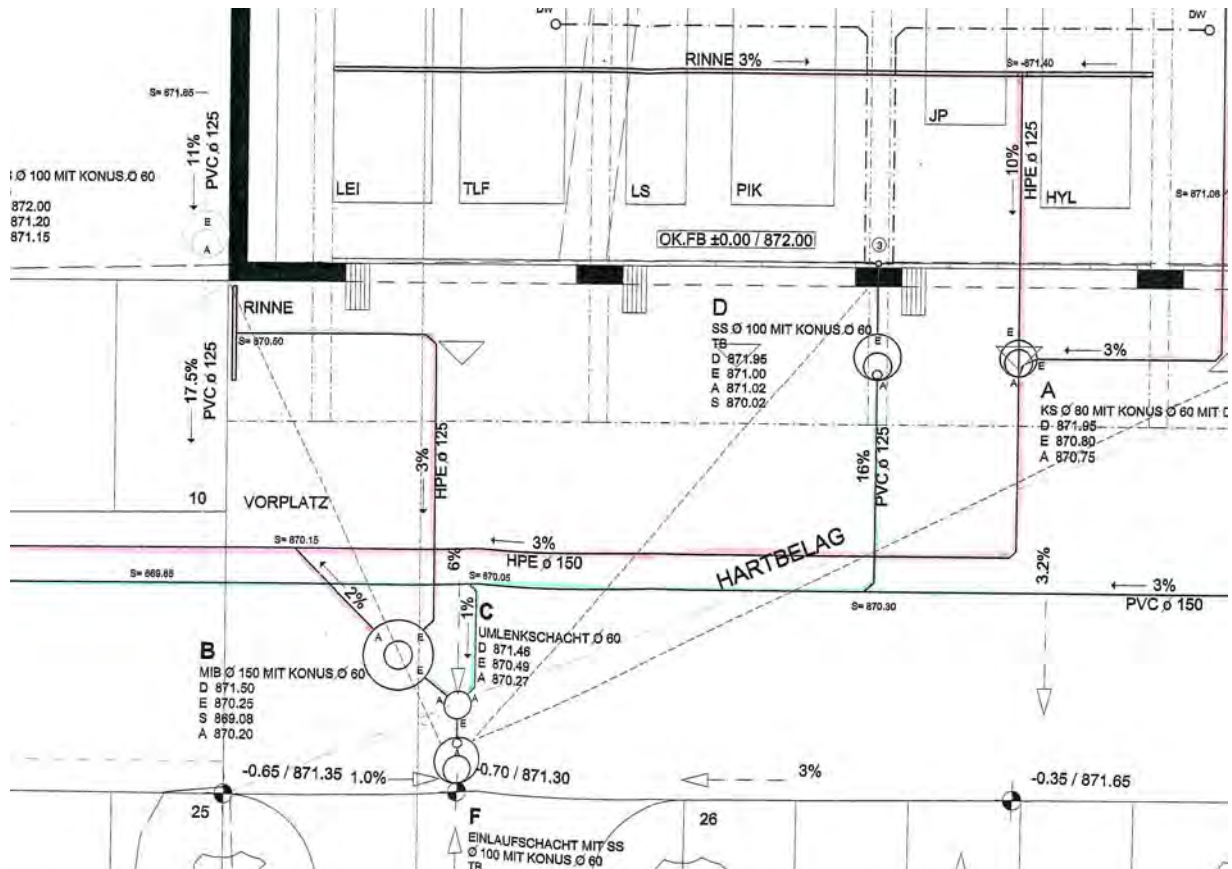 DW
DW
RINNE 3%
S= -871.40
S= 871.65
11%
PVC ø 125
JP
10%
HPE ø 125
LEI
TLF
LS
PIK
HYL
S= 871.06
Ø 100 MIT KONUS Ø 60
872.00
871.20
871.15
E
A
OK.FB ±0.00 / 872.00
3
RINNE
S= 870.50
17.5%
PVC ø 125
D
SS Ø 100 MIT KONUS Ø 60
TB
D 871.95
E 871.00
A 871.02
S 870.02
E
A
E
E
A
3%
A
KS Ø 80 MIT KONUS Ø 60 MIT
D 871.95
E 870.80
A 870.75
3%
HPE ø 125
16%
PVC ø 125
10
VORPLATZ
S= 870.15
3%
HPE ø 150
HARTBELAG
S= 869.85
6%
S= 870.05
S= 870.30
3.2%
3%
PVC ø 150
2%
1%
C
UMLENKSCHACHT Ø 60
D 871.46
E 870.49
A 870.27
A
E
E
B
MIB Ø 150 MIT KONUS Ø 60
D 871.50
E 870.25
S 869.08
A 870.20
A
A
E
A
-0.65 / 871.35
1.0%
-0.70 / 871.30
3%
-0.35 / 871.65
25
26
F
EINLAUFSCHACHT MIT SS
Ø 100 MIT KONUS Ø 60
TB